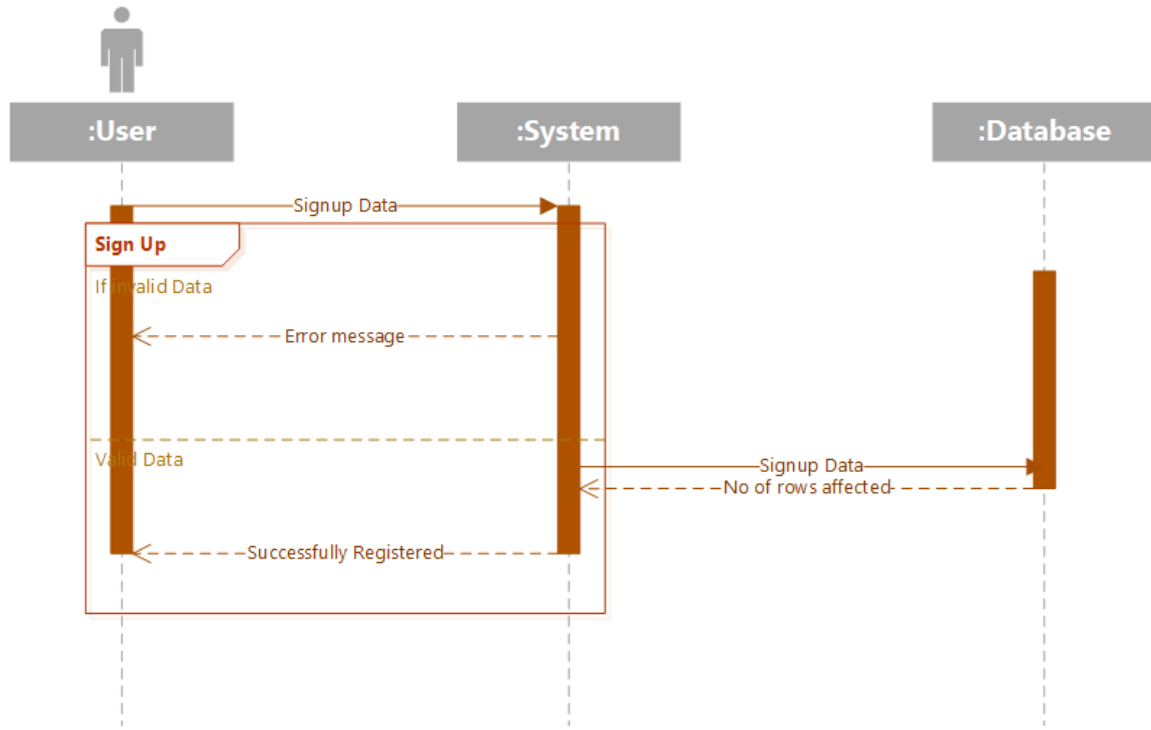 :User
:System
:Database
Signup Data
Sign Up
If invalid Data
Error message
Valid Data
Signup Data
No of rows affected
Successfully Registered